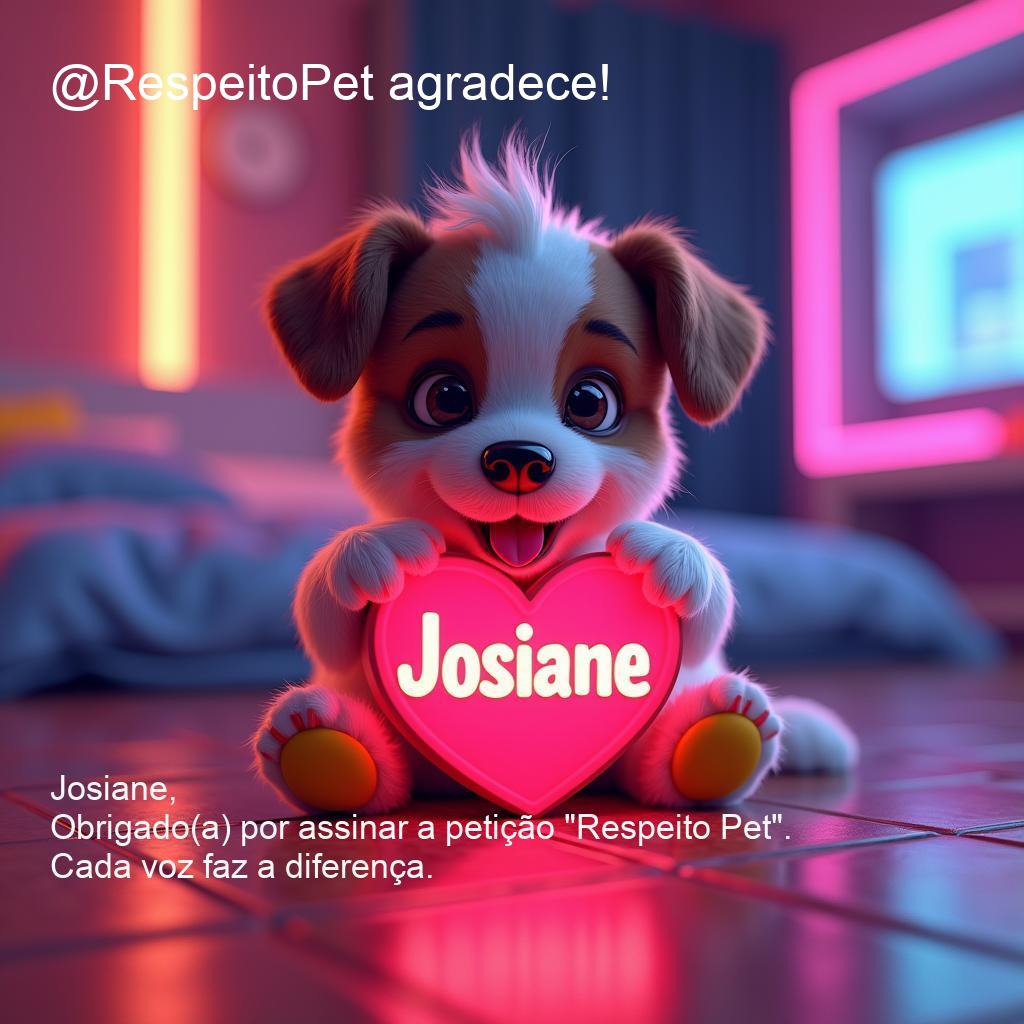 @RespeitoPet agradece!
Josiane
Josiane,
Obrigado(a) por assinar a petição "Respeito Pet".
Cada voz faz a diferença.